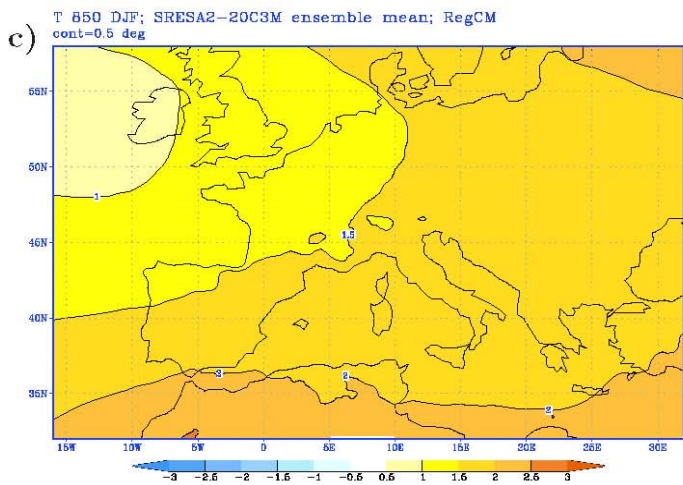 c)
T 850 DJF; SRESA2-20C3M ensemble mean; RegCM
cont=0.5 deg
55N
50N
45N
40N
35N
1
1.5
2
2
2
15W 10W 5W 0 5E 10E 15E 20E 25E 30E
-3 -2.5 -2 -1.5 -1 -0.5 0.5 1 1.5 2 2.5 3